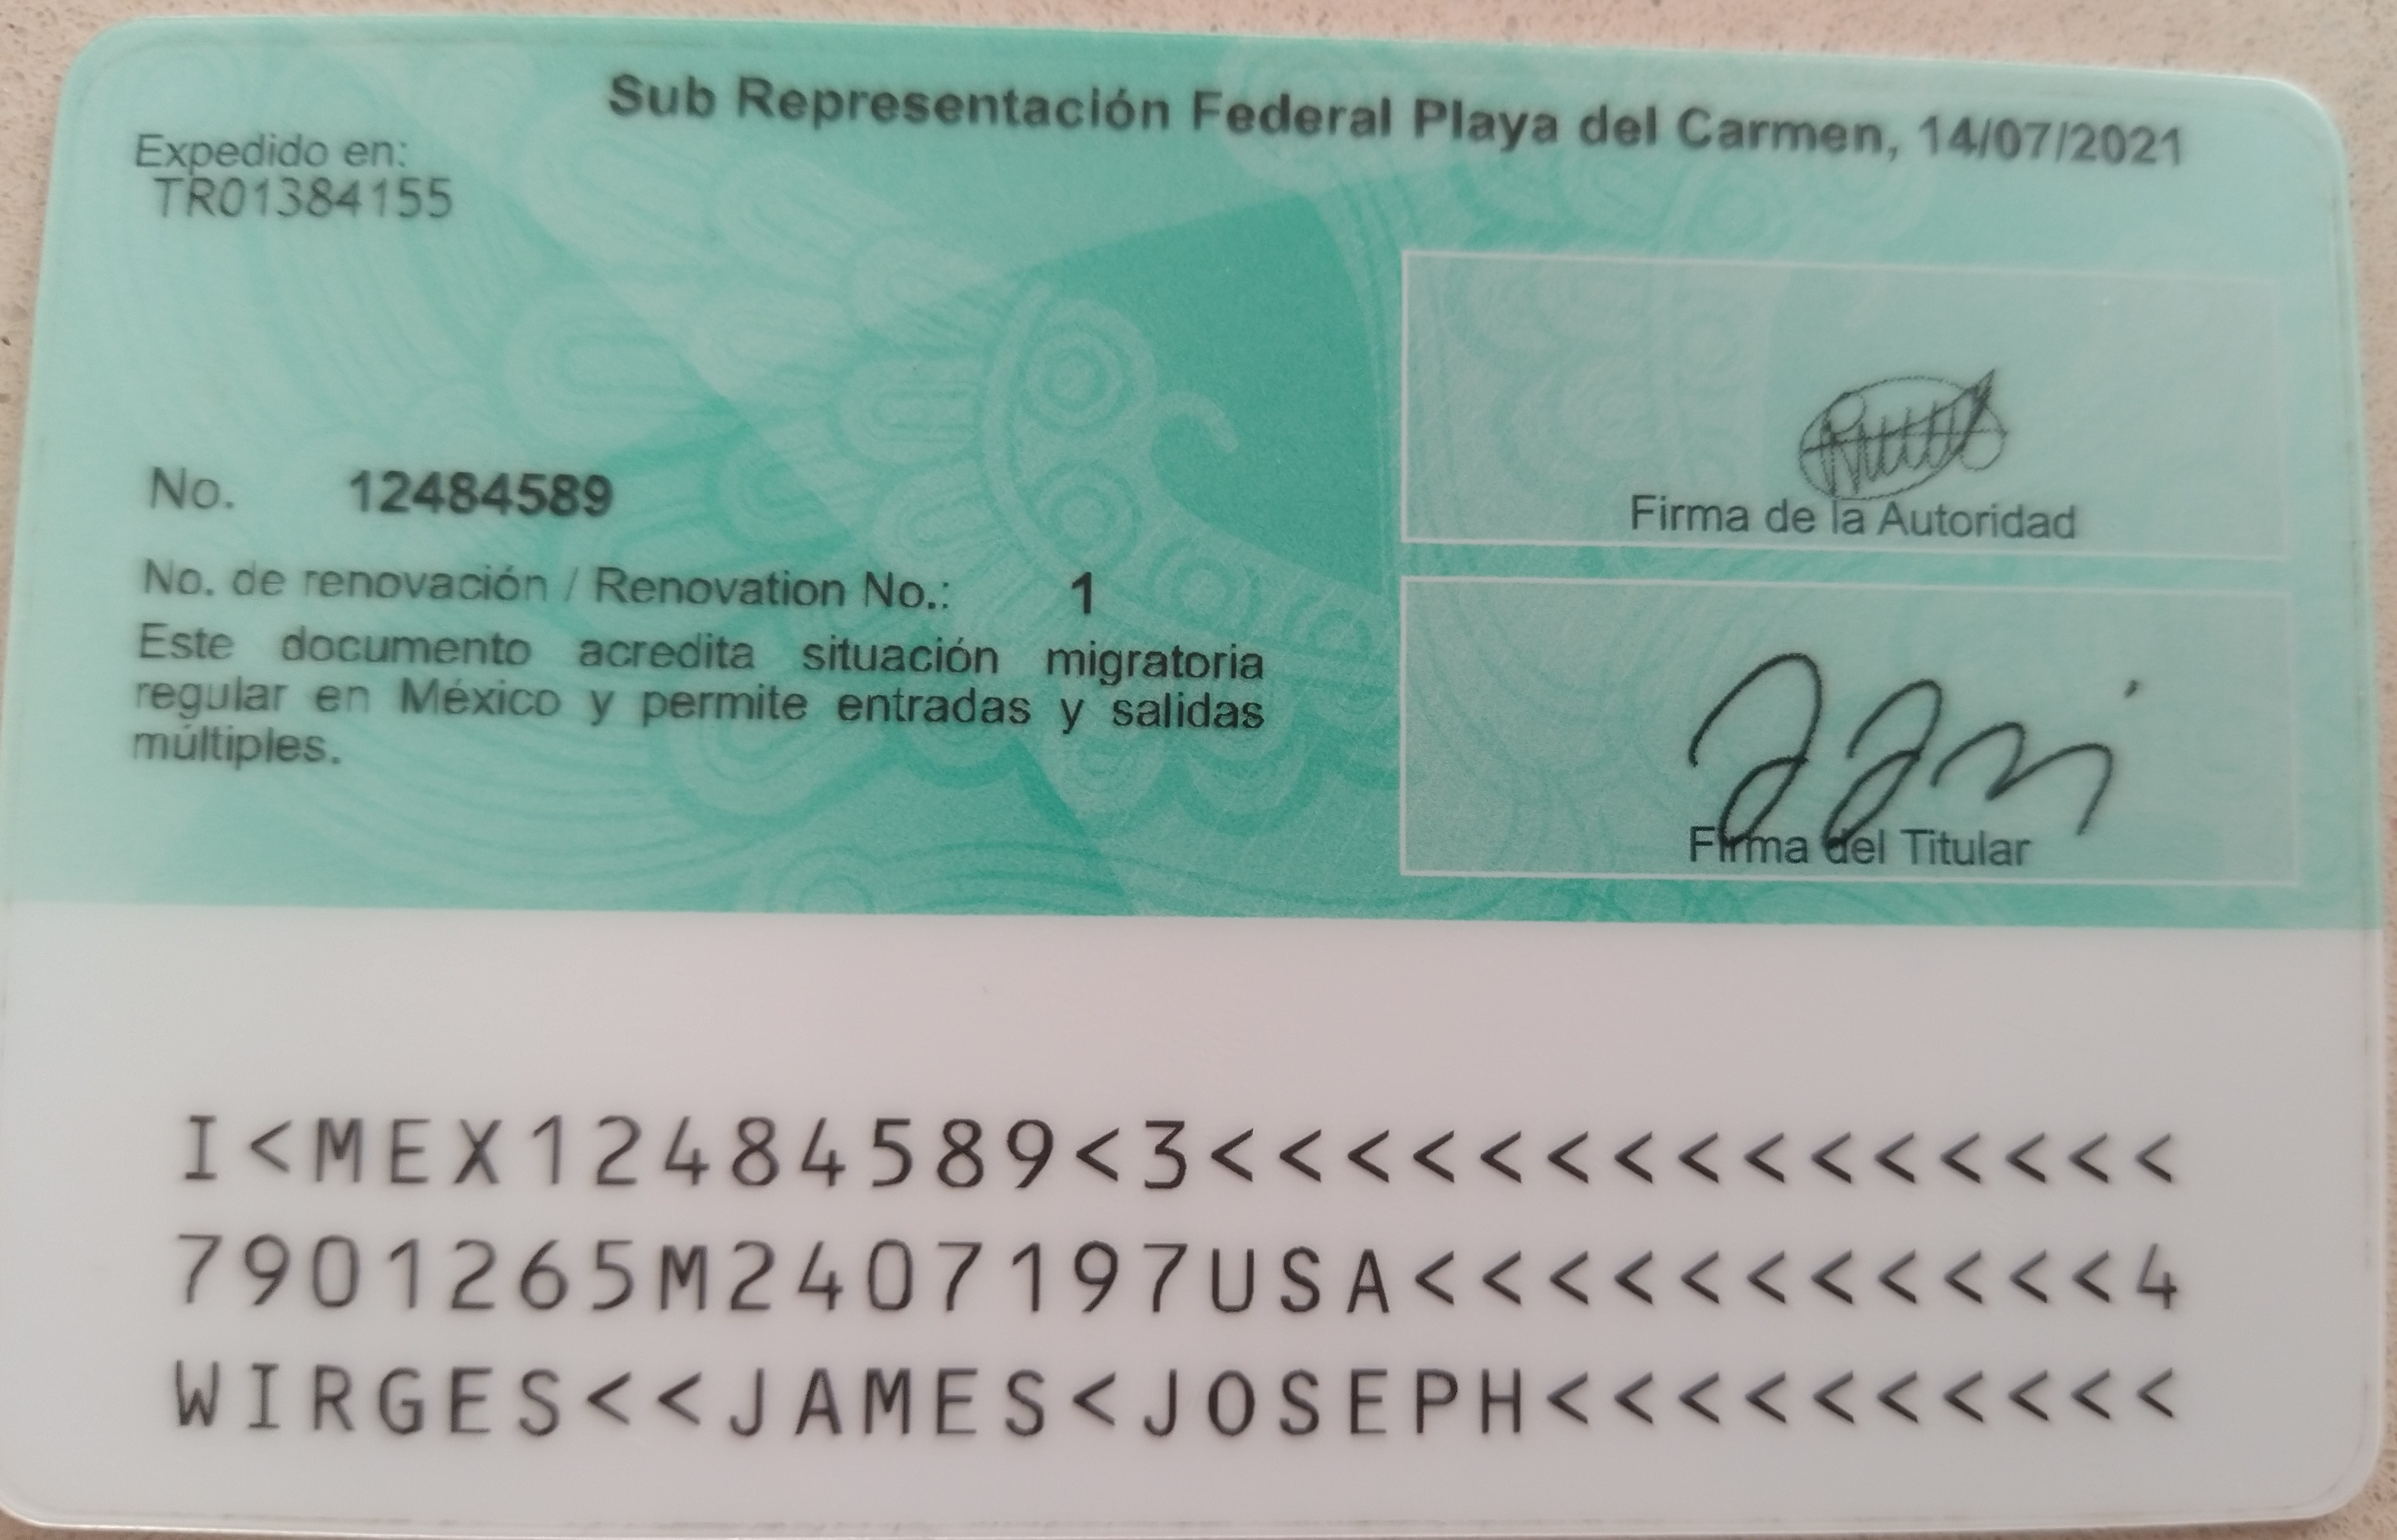 Sub Representación Federal Playa del Carmen, 14/07/2021
Expedido en:
TR01384155
No. 12484589
No. de renovación / Renovation No.: 1
Este documento acredita situación migratoria
regular en México y permite entradas y salidas
múltiples.
Firma de la Autoridad
Firma del Titular
I<MEX12484589<3<<<<<<<<<<<<<<<
7901265M2407197USA<<<<<<<<<<<4
WIRGES<<JAMES<JOSEPH<<<<<<<<<<